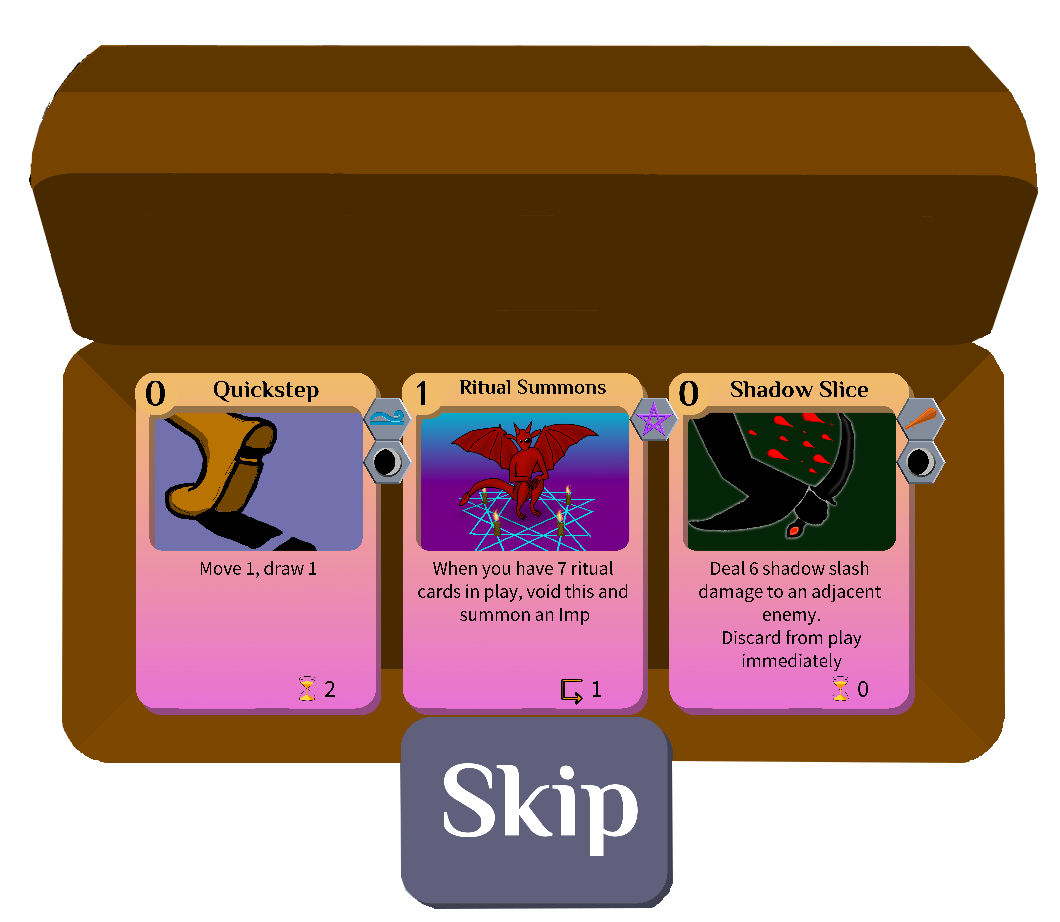 0 Quickstep
Move 1, draw 1
2
1 Ritual Summons
When you have 7 ritual
cards in play, void this and
summon an Imp
1
0 Shadow Slice
Deal 6 shadow slash
damage to an adjacent
enemy.
Discard from play
immediately
0
Skip